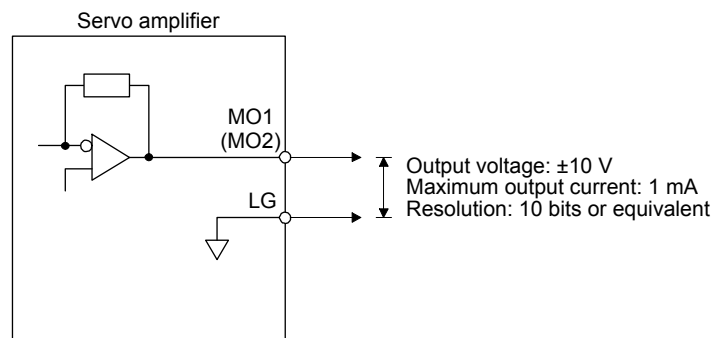 Servo amplifier
MO1
(MO2)
LG
Output voltage: ±10 V
Maximum output current: 1 mA
Resolution: 10 bits or equivalent